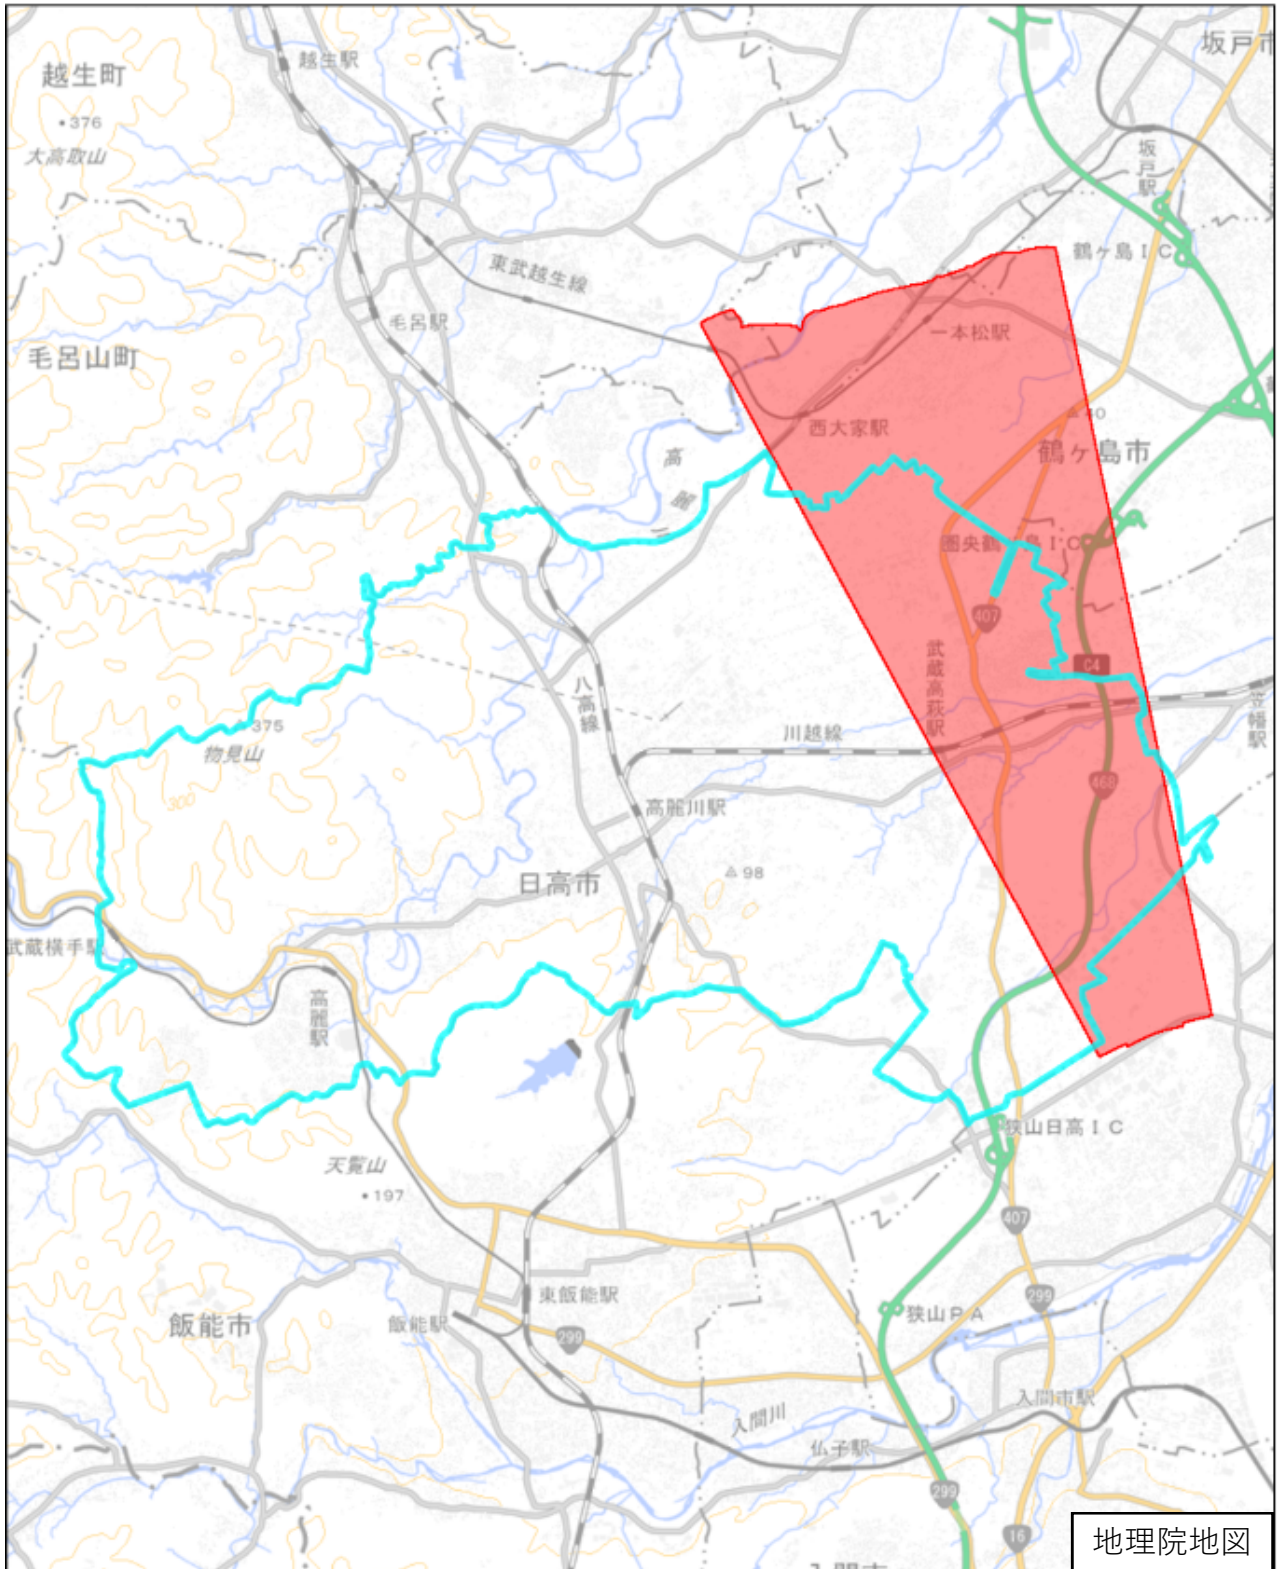 越生駅
坂戸市
越生町
376
大高取山
坂戸駅
鶴ヶ島IC
東武越生線
毛呂駅
一本松駅
毛呂山町
40
西大家駅
鶴ヶ島市
高麗川
圏央鶴ヶ島IC
407
武蔵高萩駅
C4
八高線
笠幡駅
375
物見山
川越線
468
300
高麗川駅
98
日高市
武蔵横手駅
高麗駅
狭山日高IC
天覧山
197
407
東飯能駅
299
狭山PA
飯能市
飯能駅
299
入間市駅
入間川
仏子駅
299
16
地理院地図